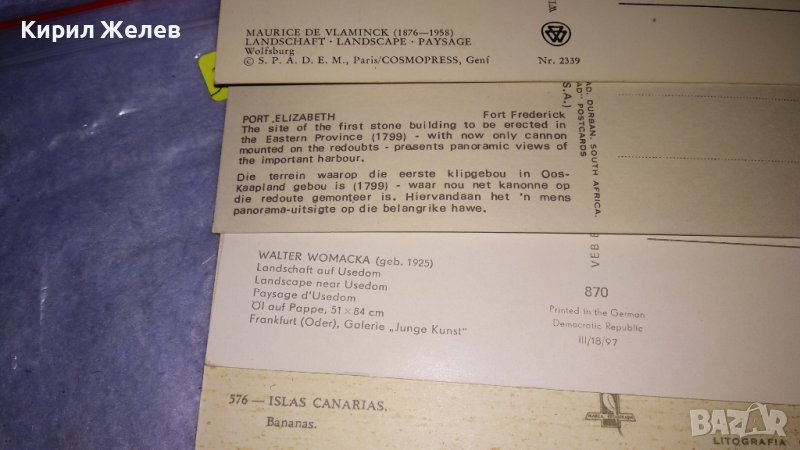 Кирил Желев
MAURICE DE VLAMINCK (1876—1958)
LANDSCHAFT · LANDSCAPE · PAYSAGE
Wolfsburg
© S. P. A. D. E. M., Paris/COSMOPRESS, Genf
Nr. 2339
PORT ELIZABETH Fort Frederick
The site of the first stone building to be erected in
the Eastern Province (1799) - with now only cannon
mounted on the redoubts - presents panoramic views of
the important harbour.
Die terrein waarop die eerste klipgebou in Oos-
Kaapland gebou is (1799) - waar nou net kanonne op
die redoute gemonteer is. Hiervandaan het 'n mens
panorama-uitsigte op die belangrike hawe.
AD, DURBAN, SOUTH AFRICA.
AD" POSTCARDS
S.A.)
WALTER WOMACKA (geb. 1925)
Landschaft auf Usedom
Landscape near Usedom
Paysage d'Usedom
Öl auf Pappe, 51 × 84 cm
Frankfurt (Oder), Galerie „Junge Kunst"
VEB B
870
Printed in the German
Democratic Republic
III/18/97
576 — ISLAS CANARIAS.
Bananas.
LITOGRAFIA
BAZAR